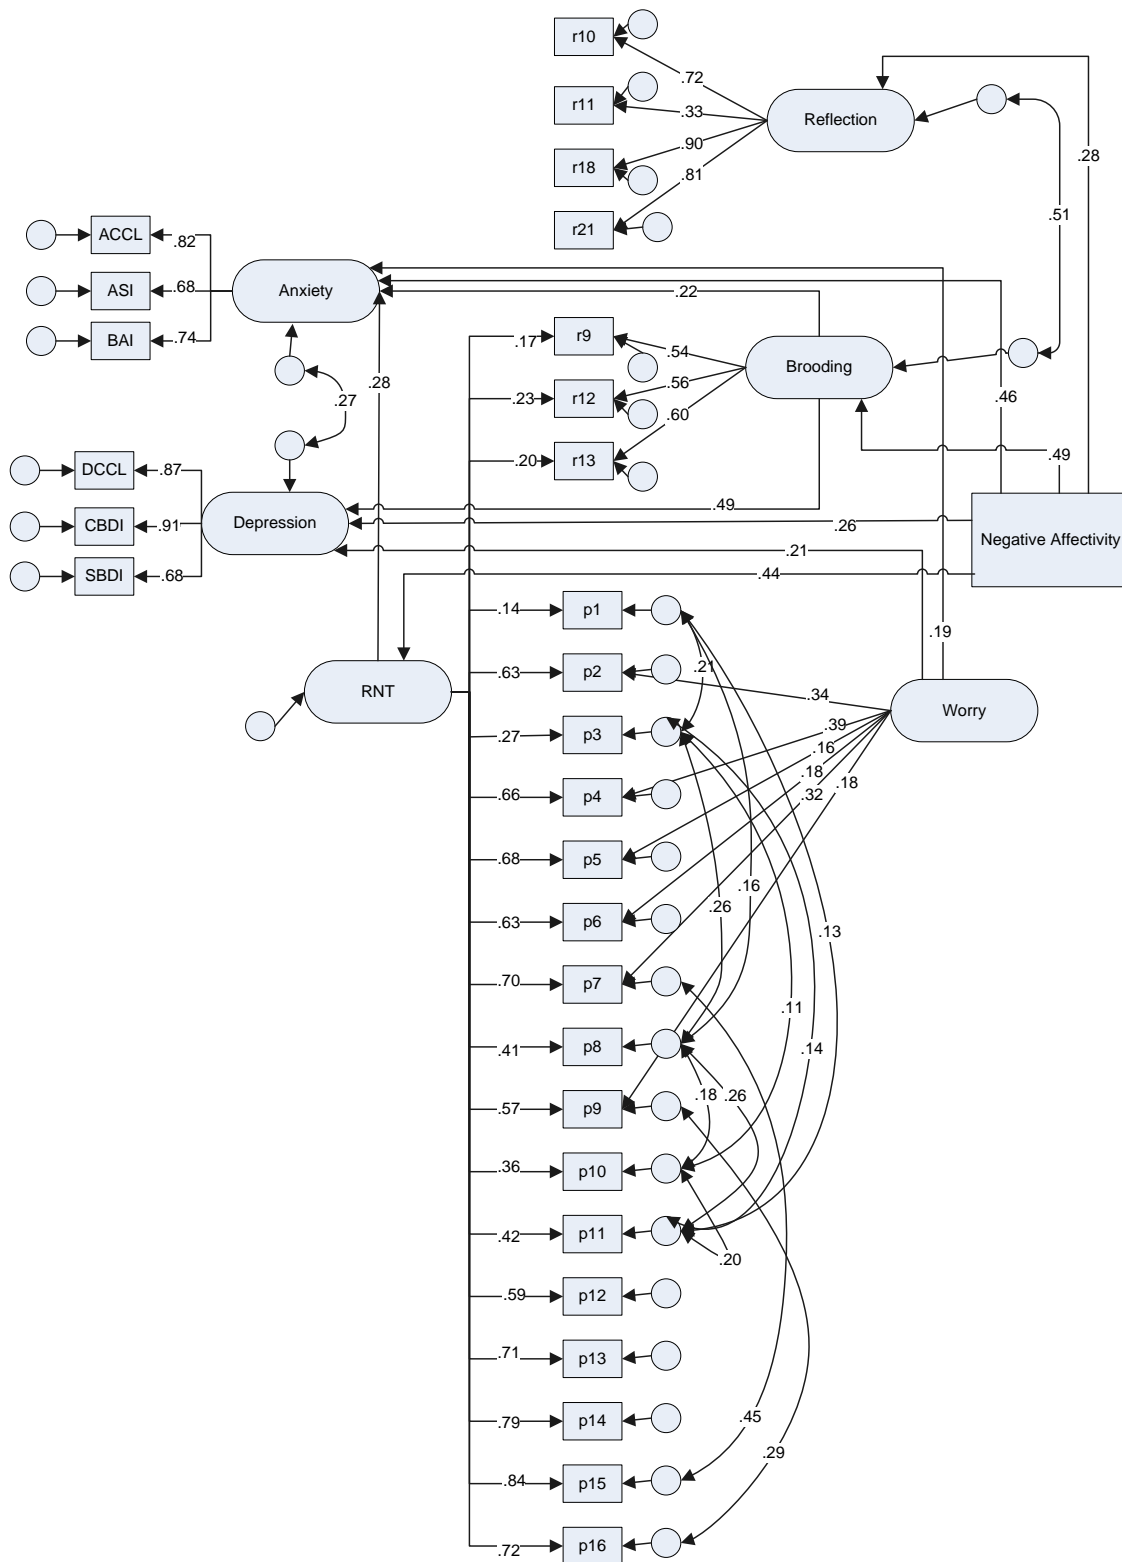 r10
.72
r11
.33
Reflection
r18
.90
.28
r21
.81
.51
ACCL
.82
ASI
.68
Anxiety
BAI
.74
.22
.17
r9
.54
Brooding
.28
.23
r12
.56
.46
.27
.20
r13
.60
.49
DCCL
.87
CBDI
.91
Depression
.49
.26
Negative Affectivity
SBDI
.68
.21
.44
.14
p1
.19
.63
p2
.21
.34
RNT
Worry
.27
p3
.39
.16
.18
.18
.32
.66
p4
.68
p5
.16
.26
.63
p6
.13
.70
p7
.11
.41
p8
.14
.57
p9
.18
.26
.36
p10
.42
p11
.20
.59
p12
.71
p13
.79
p14
.45
.29
.84
p15
.72
p16